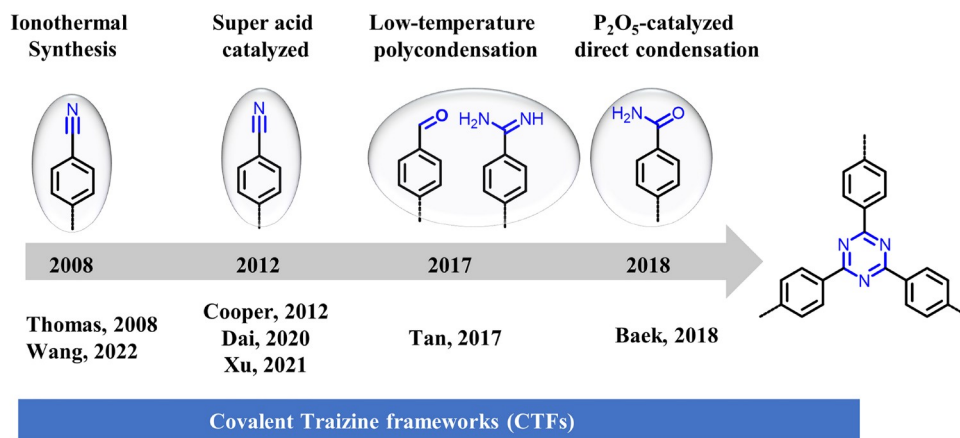 Ionothermal
Synthesis
Super acid
catalyzed
Low-temperature
polycondensation
P₂O₅-catalyzed
direct condensation
N
N
O
H₂N
NH
H₂N
O
2008
2012
2017
2018
N
N
N
Thomas, 2008
Wang, 2022
Cooper, 2012
Dai, 2020
Xu, 2021
Tan, 2017
Baek, 2018
Covalent Traizine frameworks (CTFs)